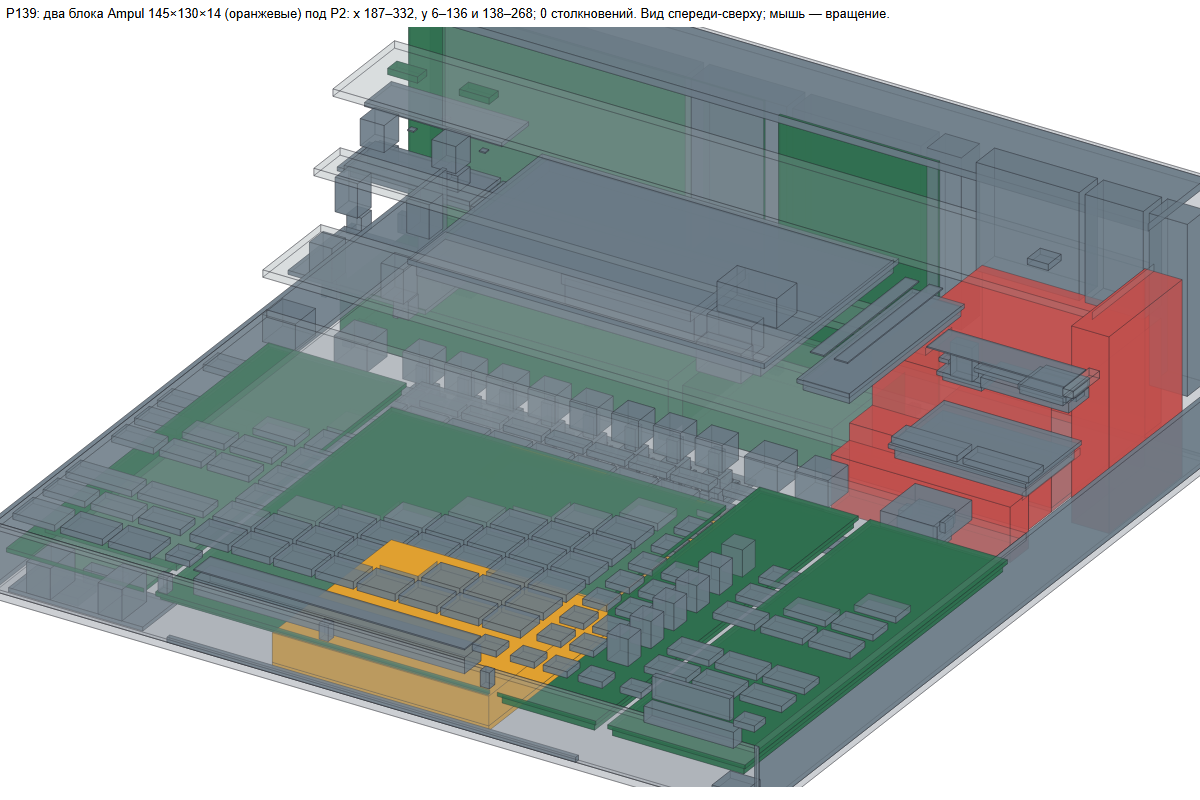 P139: два блока Ampul 145×130×14 (оранжевые) под P2: x 187–332, y 6–136 и 138–268; 0 столкновений. Вид спереди-сверху; мышь — вращение.